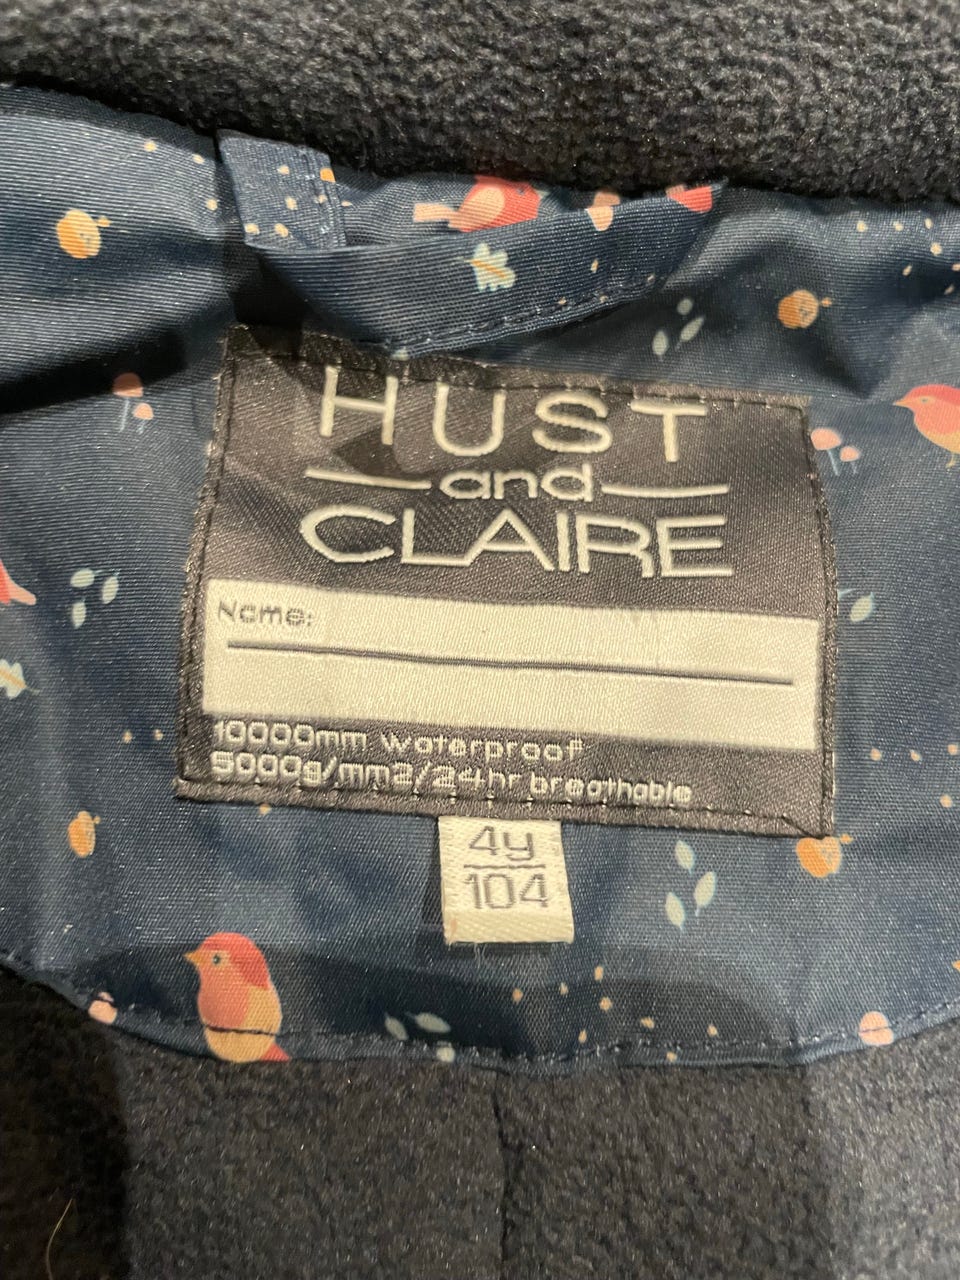 HUST
and
CLAIRE
Name:
10000mm Waterproof
5000g/mm2/24hr breathable
4y
104